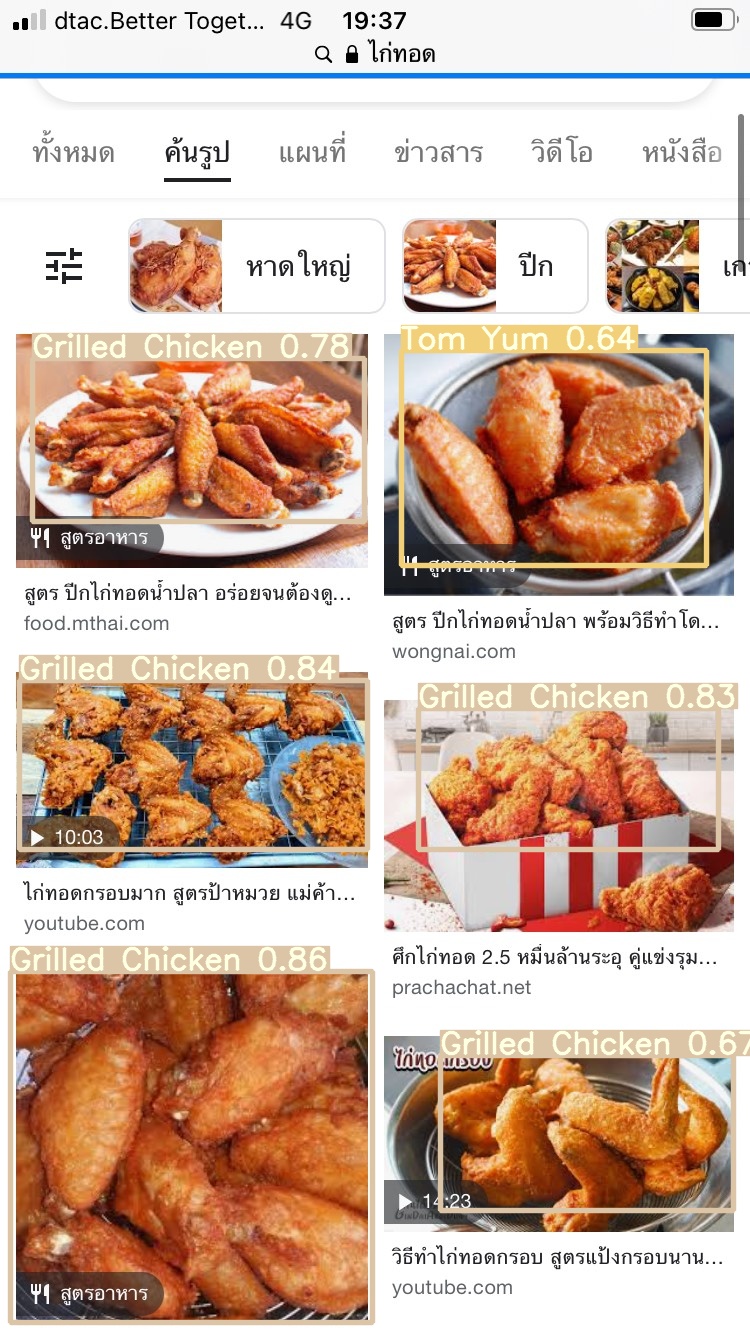 dtac.Better Toget... 4G 19:37
ไก่ทอด
ทั้งหมด ค้นรูป แผนที่ ข่าวสาร วิดีโอ หนังสือ
หาดใหญ่ ปีก
Grilled Chicken 0.78
สูตรอาหาร
สูตร ปีกไก่ทอดน้ำปลา อร่อยจนต้องดู...
food.mthai.com
Tom Yum 0.64
สูตรอาหาร
สูตร ปีกไก่ทอดน้ำปลา พร้อมวิธีทำโด...
wongnai.com
Grilled Chicken 0.84
10:03
ไก่ทอดกรอบมาก สูตรป้าหมวย แม่ค้า...
youtube.com
Grilled Chicken 0.83
ศึกไก่ทอด 2.5 หมื่นล้านระอุ คู่แข่งรุม...
prachachat.net
Grilled Chicken 0.86
สูตรอาหาร
Grilled Chicken 0.67
14:23
วิธีทำไก่ทอดกรอบ สูตรแป้งกรอบนาน...
youtube.com